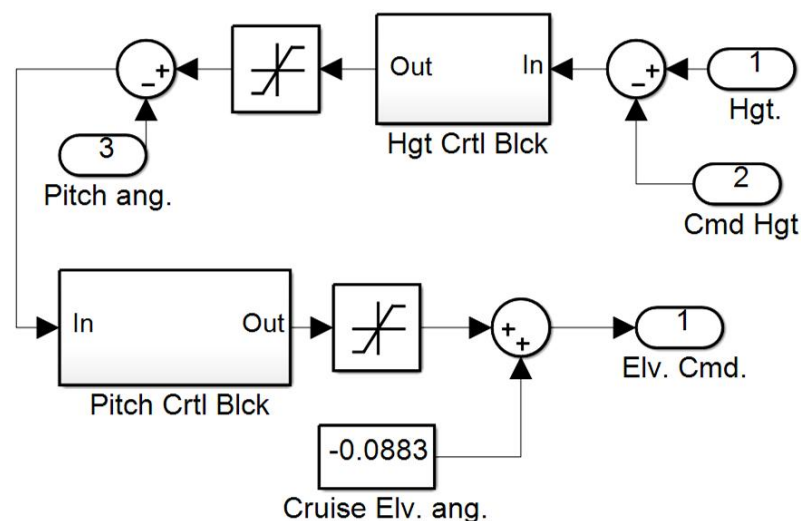 Out
In
1
Hgt.
Hgt Crtl Blck
3
Pitch ang.
2
Cmd Hgt
In
Out
Pitch Crtl Blck
1
Elv. Cmd.
-0.0883
Cruise Elv. ang.